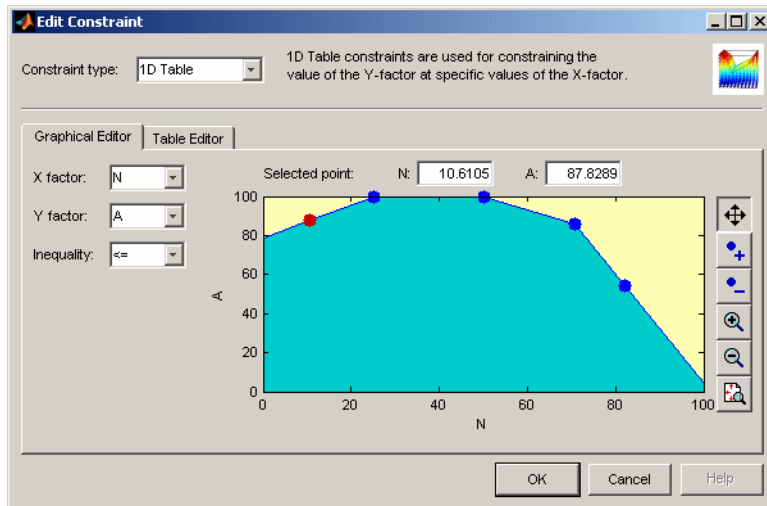 Edit Constraint
Constraint type: 1D Table
1D Table constraints are used for constraining the
value of the Y-factor at specific values of the X-factor.
Graphical Editor Table Editor
X factor: N
Y factor: A
Inequality: <=
Selected point: N: 10.6105 A: 87.8289
100
80
60
40
20
0
A
0 20 40 60 80 100
N
OK Cancel Help